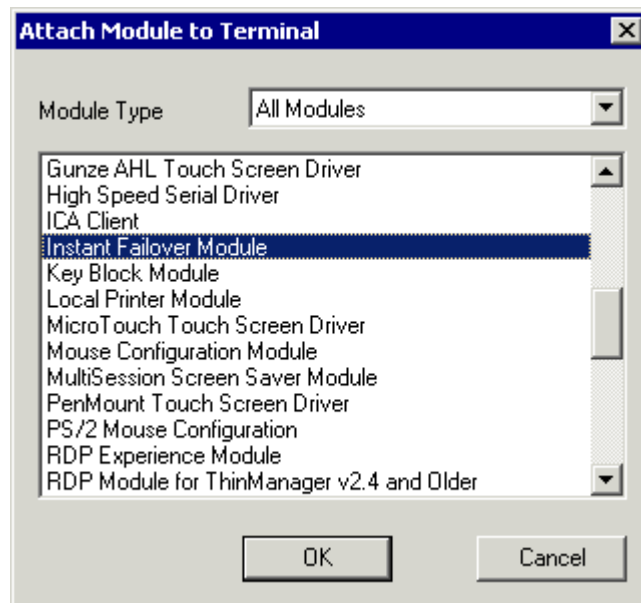 Attach Module to Terminal
Module Type All Modules
Gunze AHL Touch Screen Driver
High Speed Serial Driver
ICA Client
Instant Failover Module
Key Block Module
Local Printer Module
MicroTouch Touch Screen Driver
Mouse Configuration Module
MultiSession Screen Saver Module
PenMount Touch Screen Driver
PS/2 Mouse Configuration
RDP Experience Module
RDP Module for ThinManager v2.4 and Older
OK Cancel